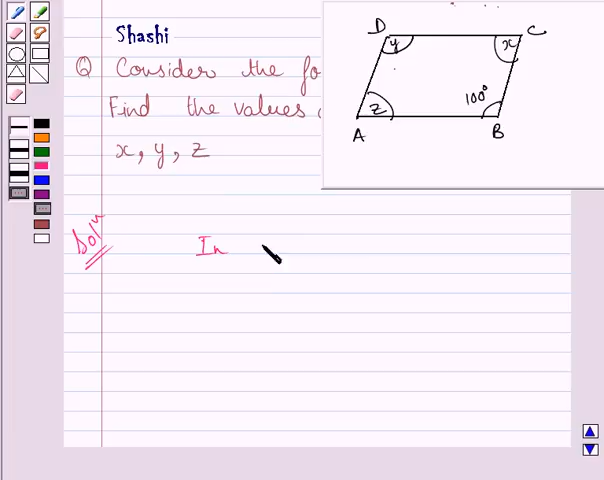 Shashi
Q Consider the fo
Find the values
x, y, z
Solⁿ
In
D
C
y
x
100°
z
A
B